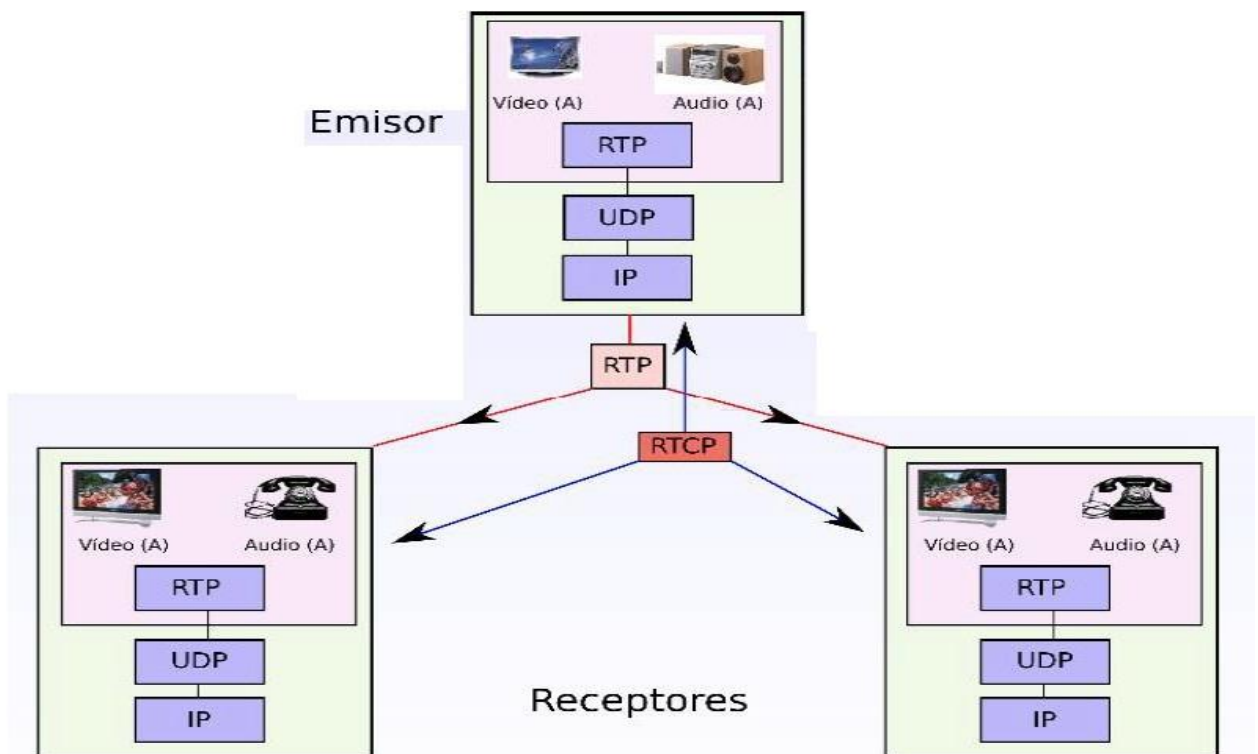 Emisor
Vídeo (A) Audio (A)
RTP
UDP
IP
RTP
RTCP
Vídeo (A) Audio (A)
RTP
UDP
IP
Vídeo (A) Audio (A)
RTP
UDP
IP
Receptores